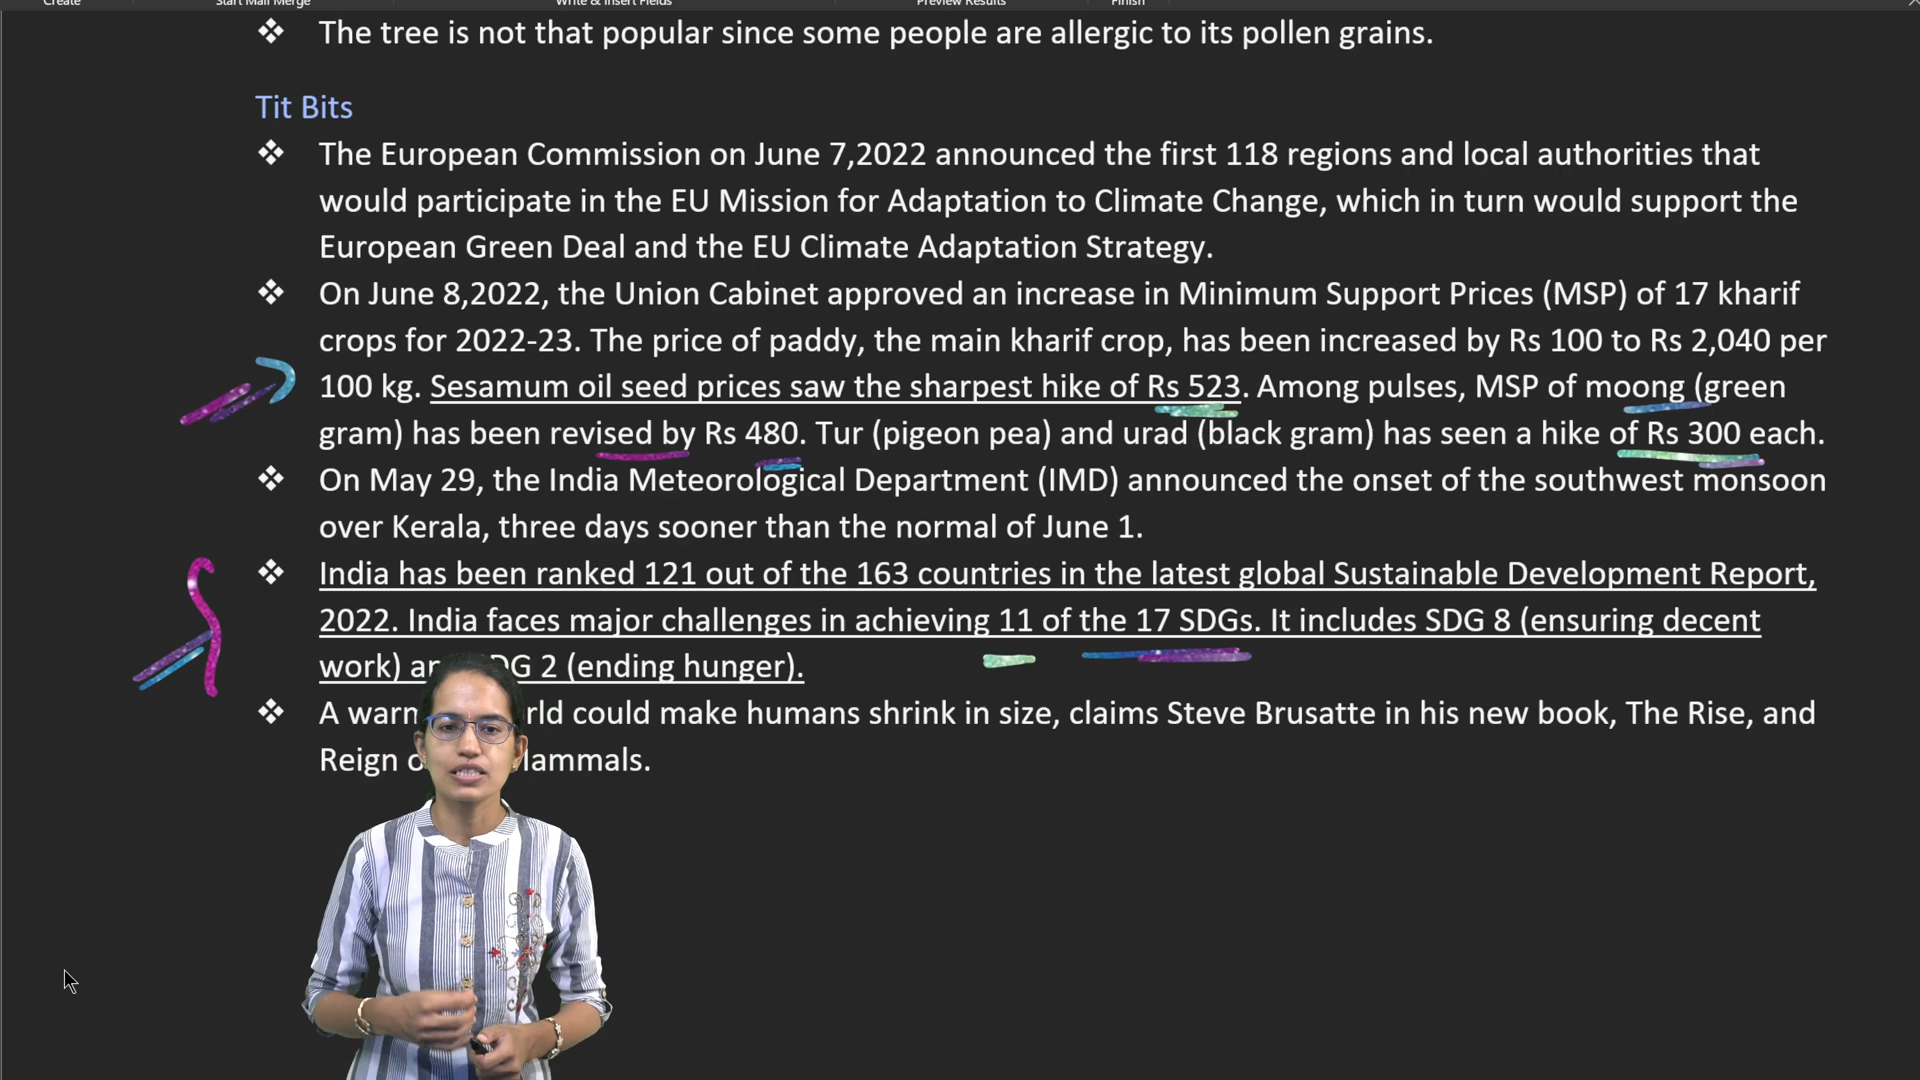 Create Start Mail Merge Write & Insert Fields Preview Results Finish
❖ The tree is not that popular since some people are allergic to its pollen grains.
Tit Bits
❖ The European Commission on June 7,2022 announced the first 118 regions and local authorities that
would participate in the EU Mission for Adaptation to Climate Change, which in turn would support the
European Green Deal and the EU Climate Adaptation Strategy.
❖ On June 8,2022, the Union Cabinet approved an increase in Minimum Support Prices (MSP) of 17 kharif
crops for 2022-23. The price of paddy, the main kharif crop, has been increased by Rs 100 to Rs 2,040 per
100 kg. Sesamum oil seed prices saw the sharpest hike of Rs 523. Among pulses, MSP of moong (green
gram) has been revised by Rs 480. Tur (pigeon pea) and urad (black gram) has seen a hike of Rs 300 each.
❖ On May 29, the India Meteorological Department (IMD) announced the onset of the southwest monsoon
over Kerala, three days sooner than the normal of June 1.
❖ India has been ranked 121 out of the 163 countries in the latest global Sustainable Development Report,
2022. India faces major challenges in achieving 11 of the 17 SDGs. It includes SDG 8 (ensuring decent
work) 2 (ending hunger).
❖ A could make humans shrink in size, claims Steve Brusatte in his new book, The Rise, and
Reign